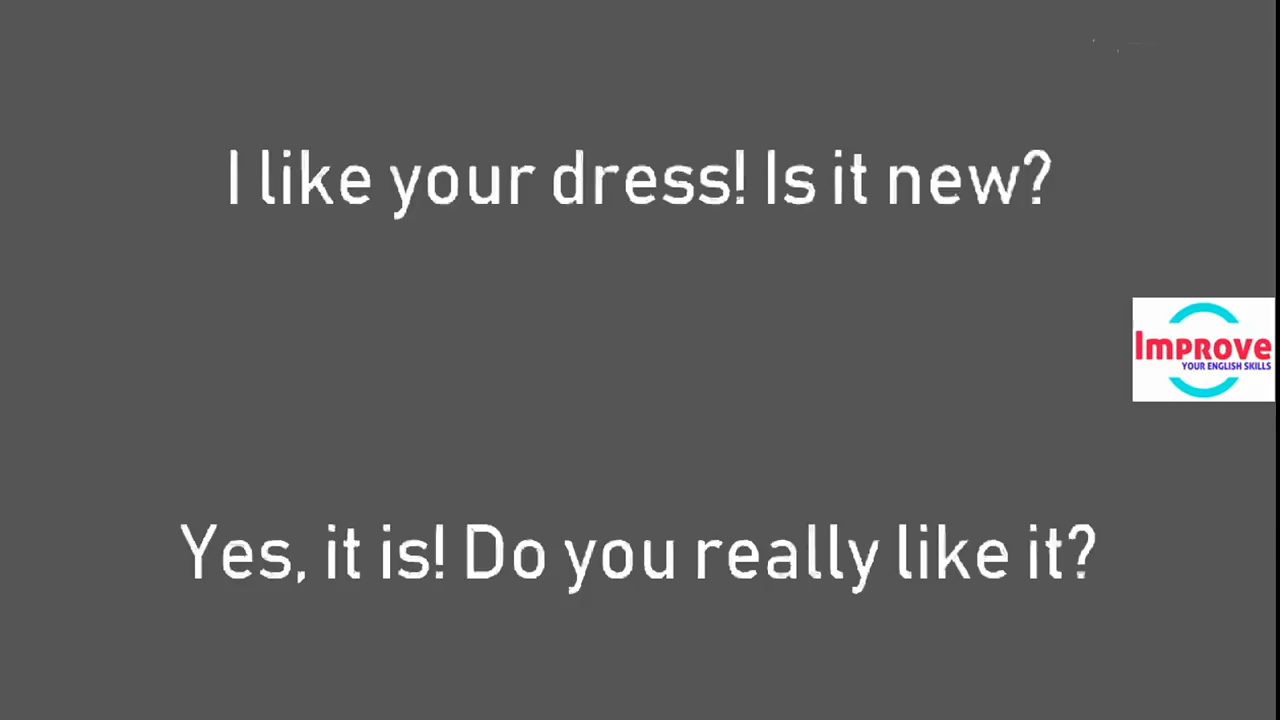 I like your dress! Is it new?
Improve
YOUR ENGLISH SKILLS
Yes, it is! Do you really like it?